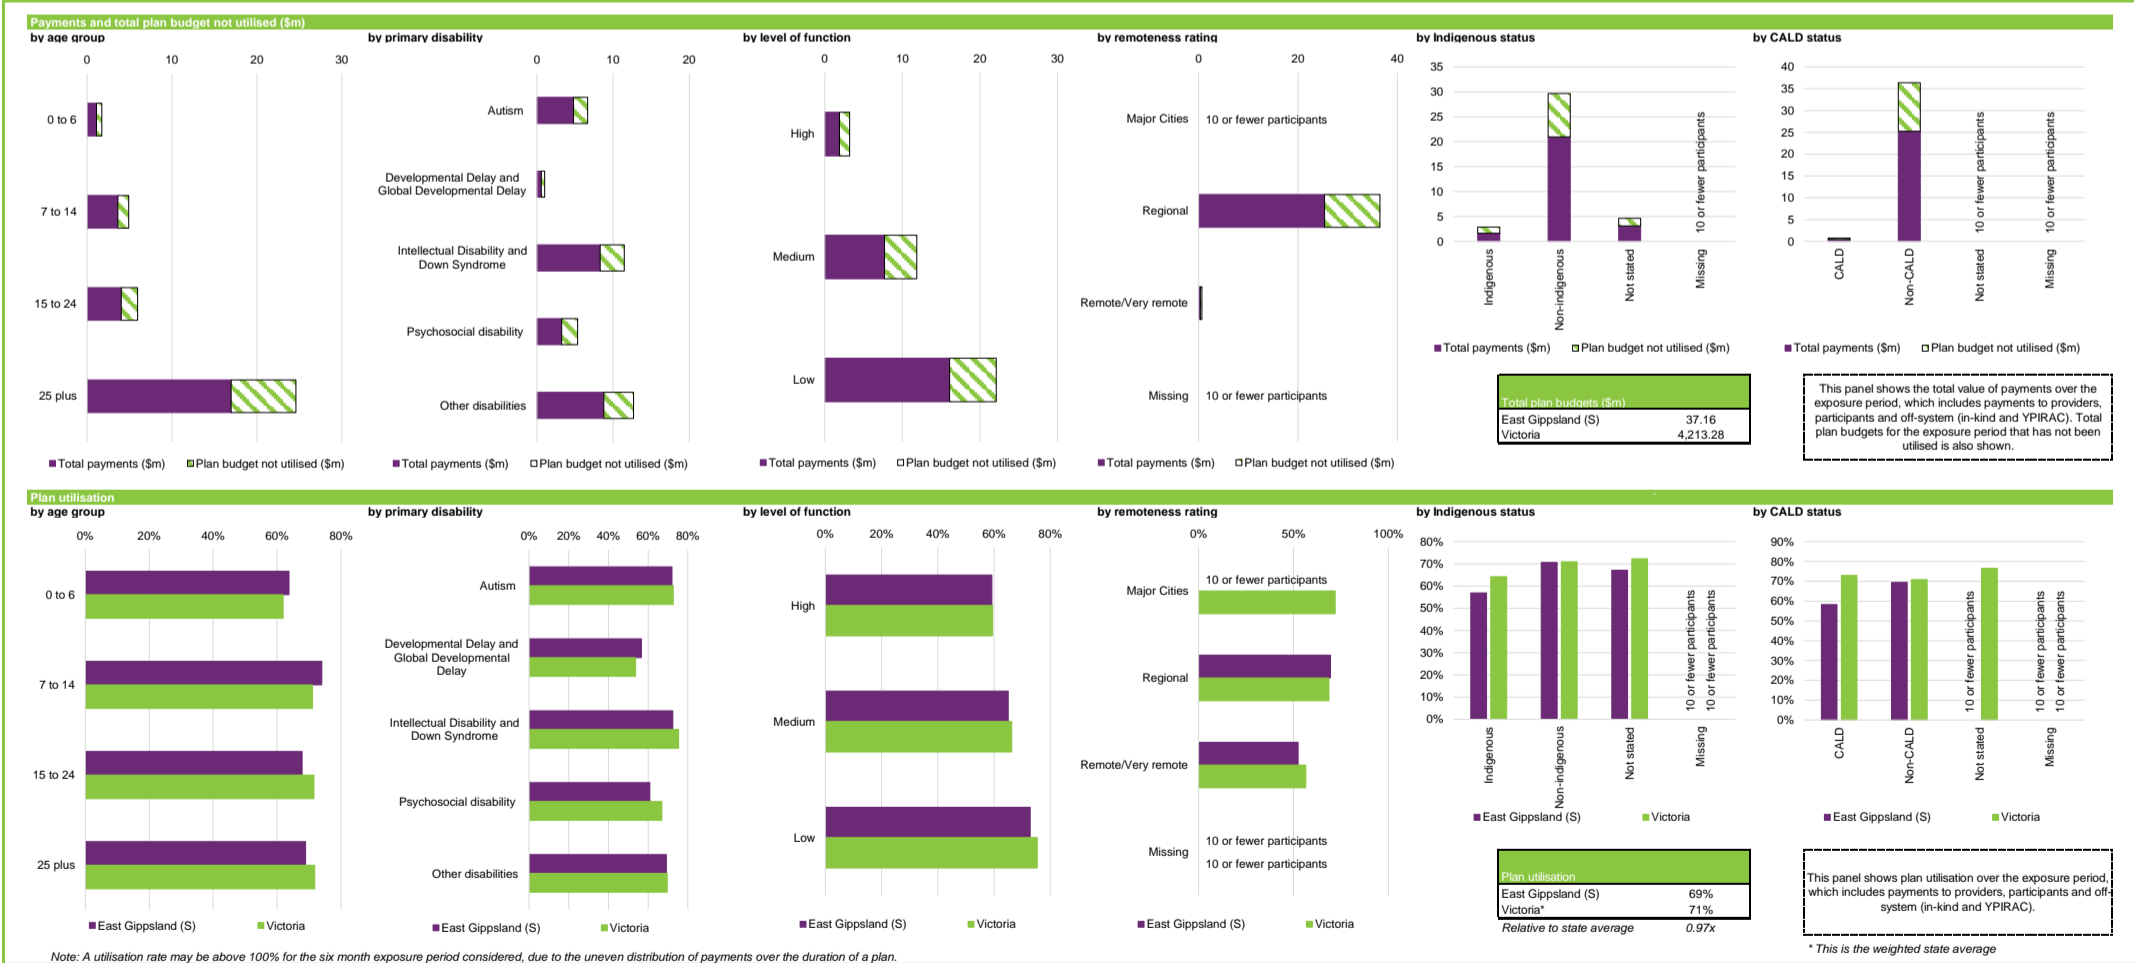 Payments and total plan budget not utilised ($m)
by age group
0 10 20 30
0 to 6
7 to 14
15 to 24
25 plus
Total payments ($m) Plan budget not utilised ($m)
by primary disability
0 10 20
Autism
Developmental Delay and
Global Developmental Delay
Intellectual Disability and
Down Syndrome
Psychosocial disability
Other disabilities
Total payments ($m) Plan budget not utilised ($m)
by level of function
0 10 20 30
High
Medium
Low
Total payments ($m) Plan budget not utilised ($m)
by remoteness rating
0 20 40
Major Cities 10 or fewer participants
Regional
Remote/Very remote
Missing 10 or fewer participants
Total payments ($m) Plan budget not utilised ($m)
by Indigenous status
35
30
25
20
15
10
5
0
10 or fewer participants
Indigenous
Non-indigenous
Not stated
Missing
Total payments ($m) Plan budget not utilised ($m)
Total plan budgets ($m)
East Gippsland (S) 37.16
Victoria 4,213.28
by CALD status
40
35
30
25
20
15
10
5
0
10 or fewer participants
10 or fewer participants
CALD
Non-CALD
Not stated
Missing
Total payments ($m) Plan budget not utilised ($m)
This panel shows the total value of payments over the
exposure period, which includes payments to providers,
participants and off-system (in-kind and YPIRAC). Total
plan budgets for the exposure period that has not been
utilised is also shown.
Plan utilisation
by age group
0% 20% 40% 60% 80%
0 to 6
7 to 14
15 to 24
25 plus
East Gippsland (S) Victoria
by primary disability
0% 20% 40% 60% 80%
Autism
Developmental Delay and
Global Developmental
Delay
Intellectual Disability and
Down Syndrome
Psychosocial disability
Other disabilities
East Gippsland (S) Victoria
by level of function
0% 20% 40% 60% 80%
High
Medium
Low
East Gippsland (S) Victoria
by remoteness rating
0% 50% 100%
10 or fewer participants
Major Cities
Regional
Remote/Very remote
10 or fewer participants
Missing
10 or fewer participants
East Gippsland (S) Victoria
by Indigenous status
80%
70%
60%
50%
40%
30%
20%
10%
0%
10 or fewer participants
10 or fewer participants
Indigenous
Non-indigenous
Not stated
Missing
East Gippsland (S) Victoria
Plan utilisation
East Gippsland (S) 69%
Victoria* 71%
Relative to state average 0.97x
by CALD status
90%
80%
70%
60%
50%
40%
30%
20%
10%
0%
10 or fewer participants
10 or fewer participants
10 or fewer participants
CALD
Non-CALD
Not stated
Missing
East Gippsland (S) Victoria
This panel shows plan utilisation over the exposure period,
which includes payments to providers, participants and off-
system (in-kind and YPIRAC).
* This is the weighted state average
Note: A utilisation rate may be above 100% for the six month exposure period considered, due to the uneven distribution of payments over the duration of a plan.